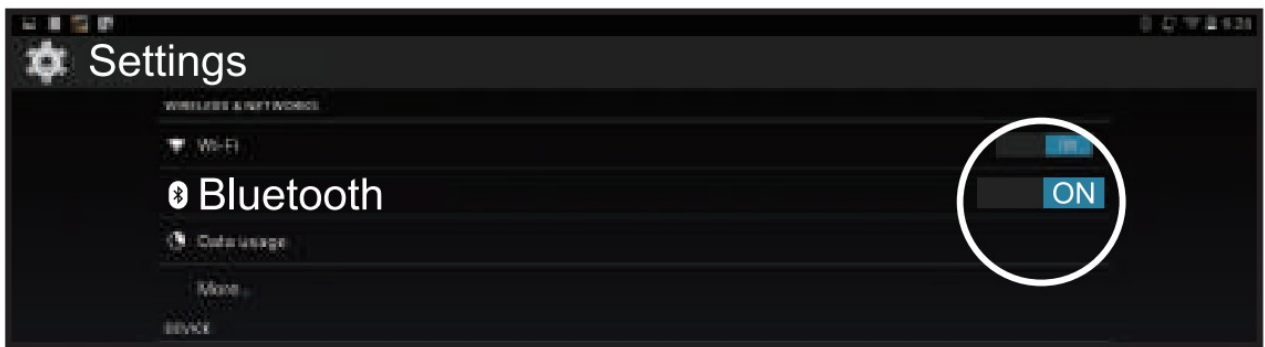 Settings
WIRELESS & NETWORKS
Wi-Fi
Bluetooth ON
Data usage
More...
DEVICE